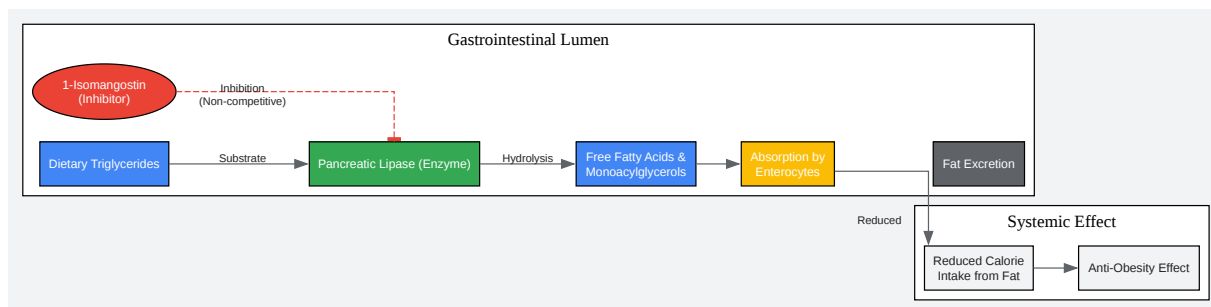 Gastrointestinal Lumen
1-Isomangostin
(Inhibitor)
Inhibition
(Non-competitive)
Dietary Triglycerides
Substrate
Pancreatic Lipase (Enzyme)
Hydrolysis
Free Fatty Acids &
Monoacylglycerols
Absorption by
Enterocytes
Fat Excretion
Reduced
Systemic Effect
Reduced Calorie
Intake from Fat
Anti-Obesity Effect